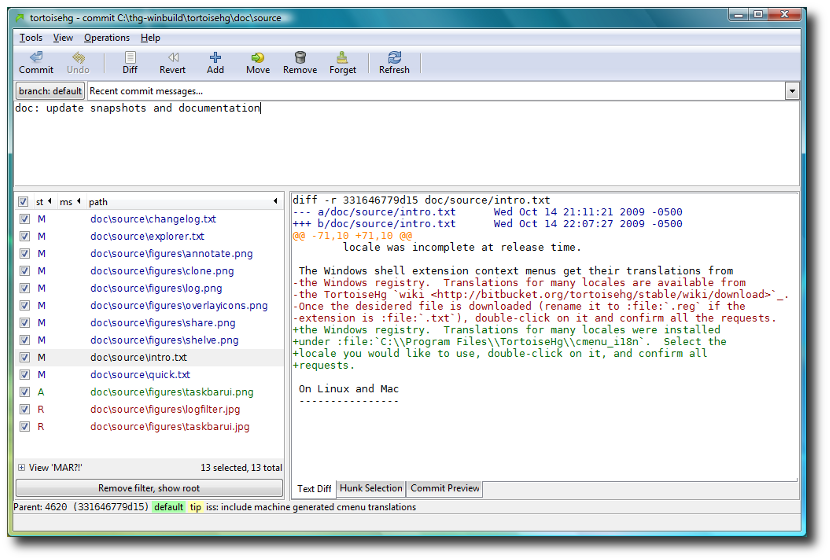 tortoisehg - commit C:\thg-winbuild\tortoisehg\doc\source
Tools View Operations Help
Commit Undo Diff Revert Add Move Remove Forget Refresh
branch: default Recent commit messages...
doc: update snapshots and documentation
st ms path
M doc\source\changelog.txt
M doc\source\explorer.txt
M doc\source\figures\annotate.png
M doc\source\figures\clone.png
M doc\source\figures\log.png
M doc\source\figures\overlayicons.png
M doc\source\figures\share.png
M doc\source\figures\shelve.png
M doc\source\intro.txt
M doc\source\quick.txt
A doc\source\figures\taskbarui.png
R doc\source\figures\logfilter.jpg
R doc\source\figures\taskbarui.jpg
View 'MAR?!' 13 selected, 13 total
Remove filter, show root
diff -r 331646779d15 doc/source/intro.txt
--- a/doc/source/intro.txt Wed Oct 14 21:11:21 2009 -0500
+++ b/doc/source/intro.txt Wed Oct 14 22:07:27 2009 -0500
@@ -71,10 +71,10 @@
locale was incomplete at release time.
The Windows shell extension context menus get their translations from
-the Windows registry. Translations for many locales are available from
-the TortoiseHg `wiki <http://bitbucket.org/tortoisehg/stable/wiki/download>`_.
-Once the desidered file is downloaded (rename it to :file:`.reg` if the
-extension is :file:`.txt`), double-click on it and confirm all the requests.
+the Windows registry. Translations for many locales were installed
+under :file:`C:\\Program Files\\TortoiseHg\\cmenu_i18n`. Select the
+locale you would like to use, double-click on it, and confirm all
+requests.
On Linux and Mac
----------------
Text Diff Hunk Selection Commit Preview
Parent: 4620 (331646779d15) default tip iss: include machine generated cmenu translations